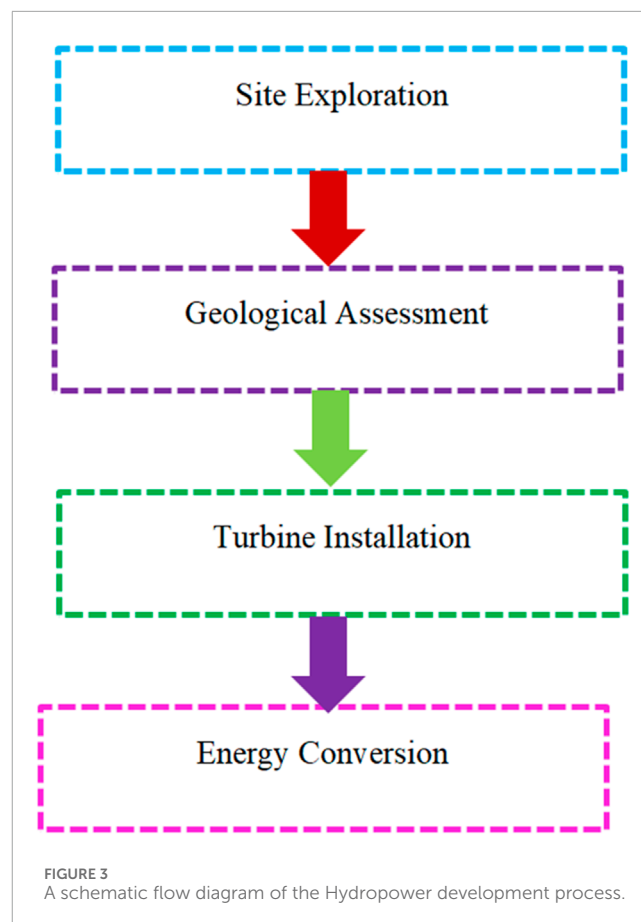 Site Exploration
Geological Assessment
Turbine Installation
Energy Conversion
FIGURE 3
A schematic flow diagram of the Hydropower development process.